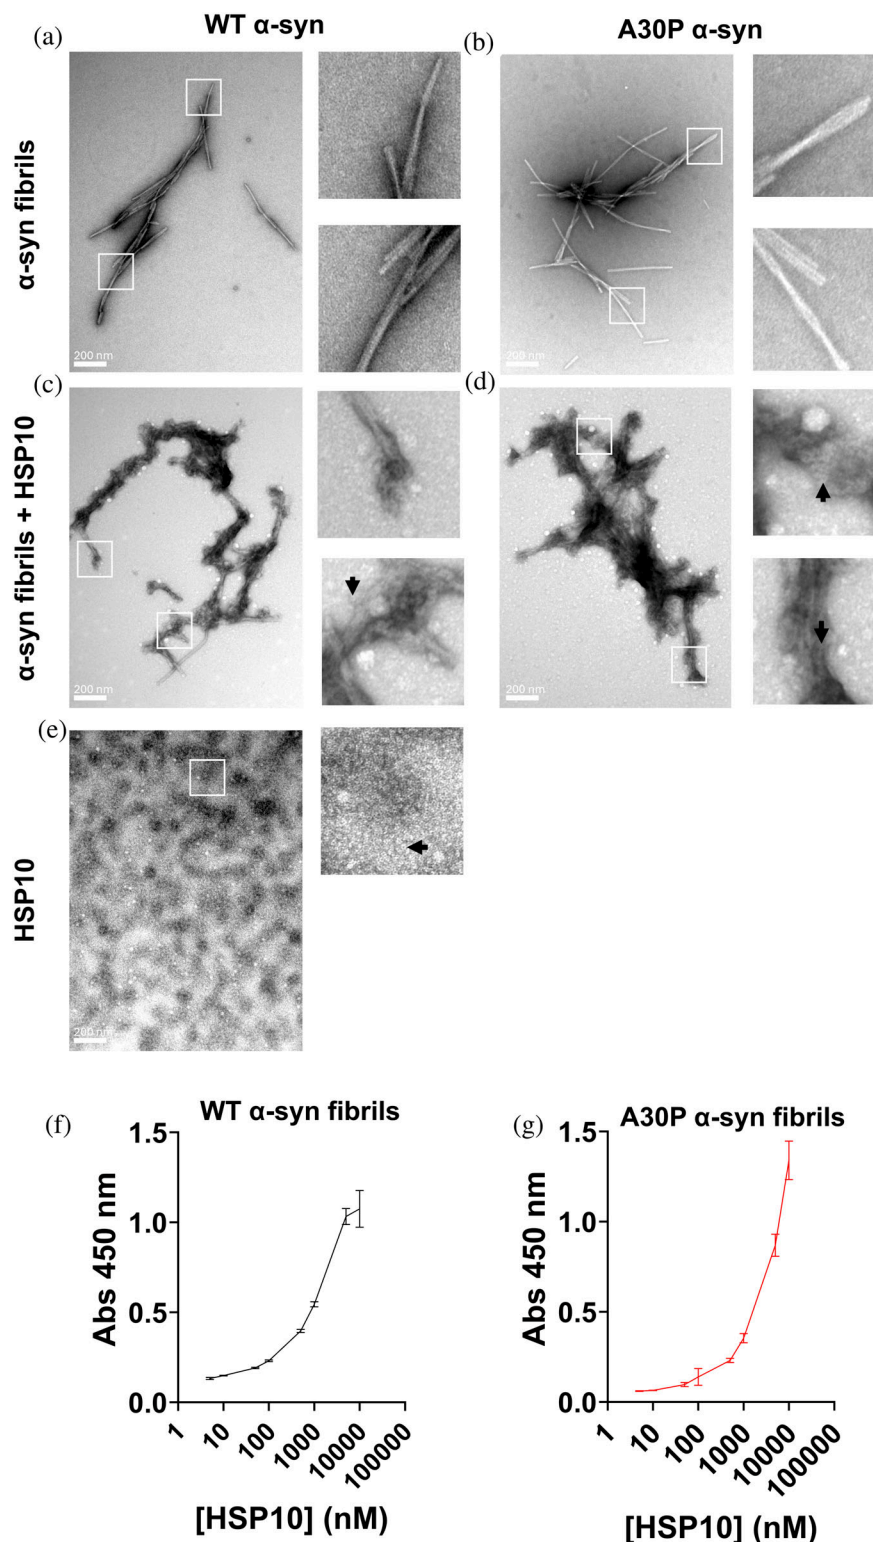 WT α-syn
A30P α-syn
(a)
(b)
α-syn fibrils
200 nm
200 nm
(c)
(d)
α-syn fibrils + HSP10
200 nm
200 nm
(e)
HSP10
200 nm
(f)
WT α-syn fibrils
Abs 450 nm
1.5
1.0
0.5
0.0
1
10
100
1000
10000
100000
[HSP10] (nM)
(g)
A30P α-syn fibrils
Abs 450 nm
1.5
1.0
0.5
0.0
1
10
100
1000
10000
100000
[HSP10] (nM)